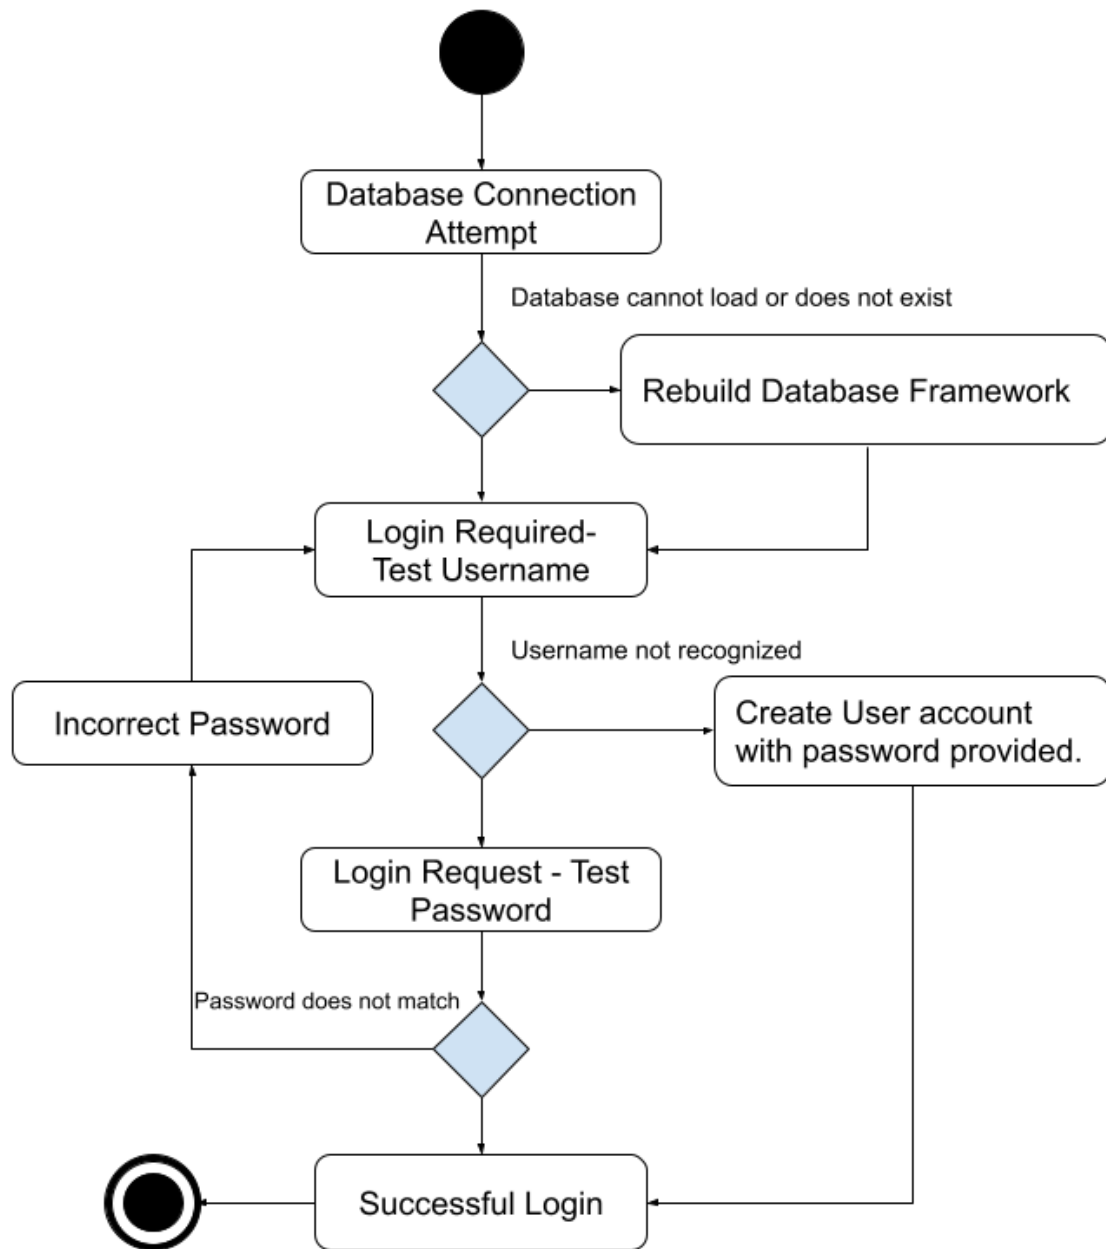 Database Connection
Attempt
Database cannot load or does not exist
Rebuild Database Framework
Login Required-
Test Username
Username not recognized
Incorrect Password
Create User account
with password provided.
Login Request - Test
Password
Password does not match
Successful Login